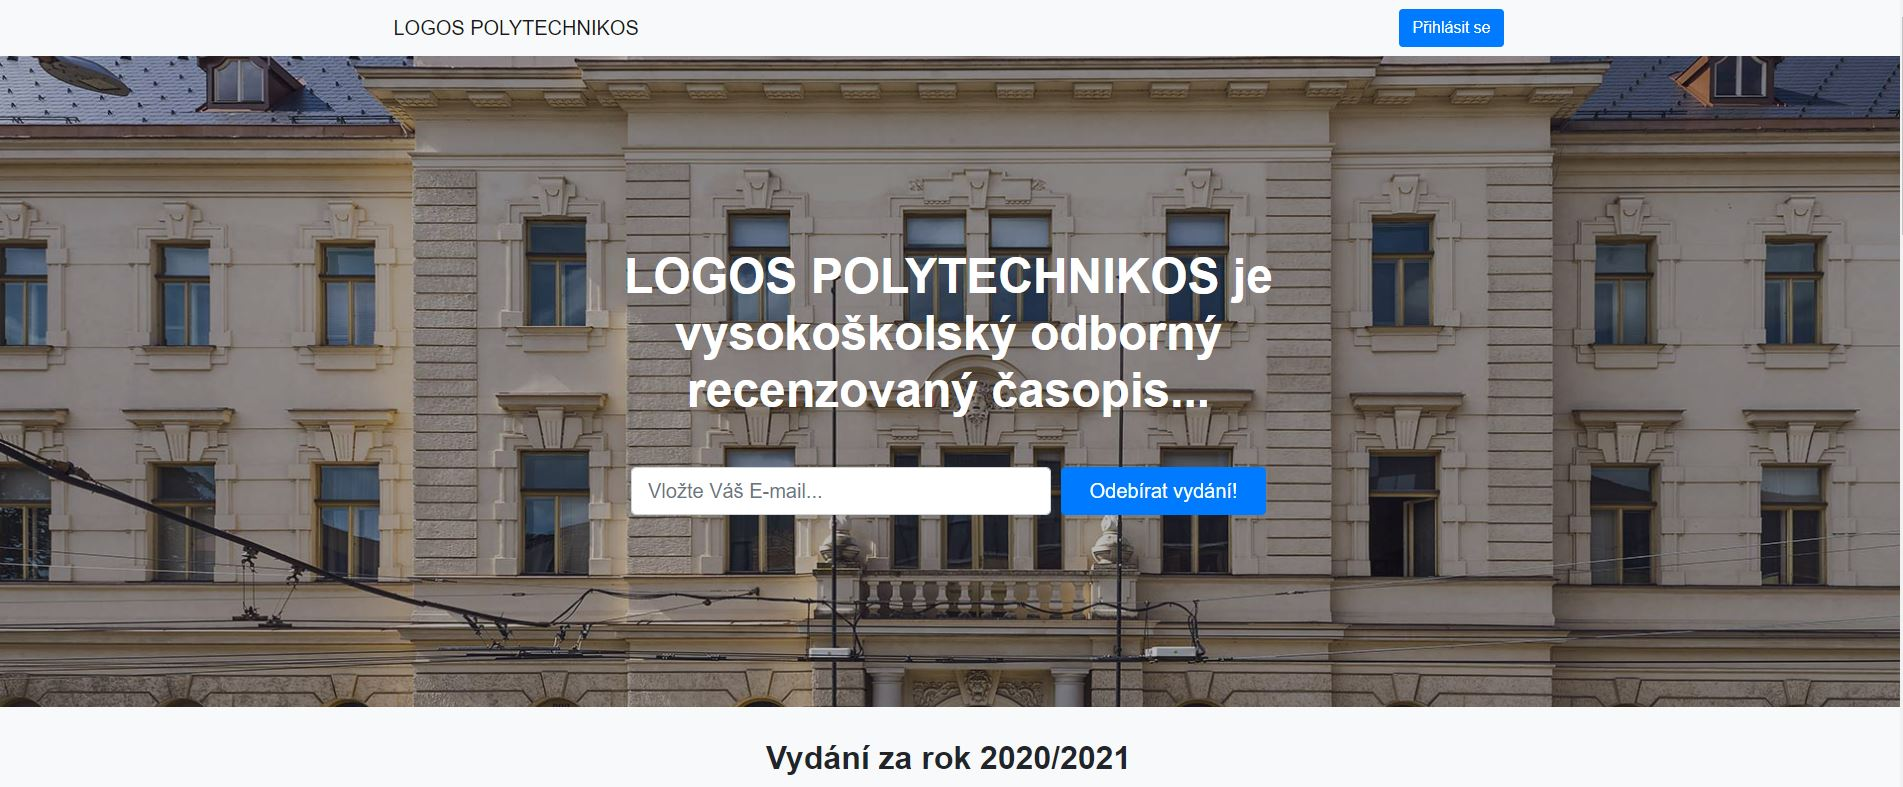 LOGOS POLYTECHNIKOS
Přihlásit se
LOGOS POLYTECHNIKOS je
vysokoškolský odborný
recenzovaný časopis...
Vložte Váš E-mail...
Odebírat vydání!
Vydání za rok 2020/2021